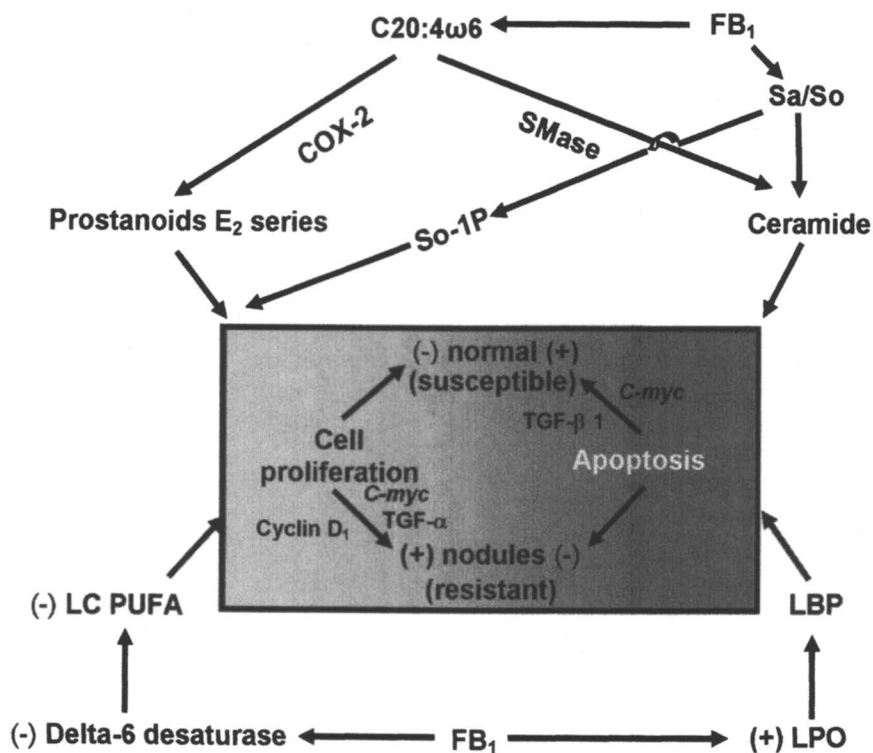 C20:4ω6
FB₁
Sa/So
COX-2
SMase
Prostanoids E₂ series
So-1P
Ceramide
(-) normal (+)
(susceptible)
C-myc
TGF-β 1
Cell
proliferation
Apoptosis
C-myc
Cyclin D₁
TGF-α
(+) nodules (-)
(resistant)
(-) LC PUFA
LBP
(-) Delta-6 desaturase
FB₁
(+) LPO